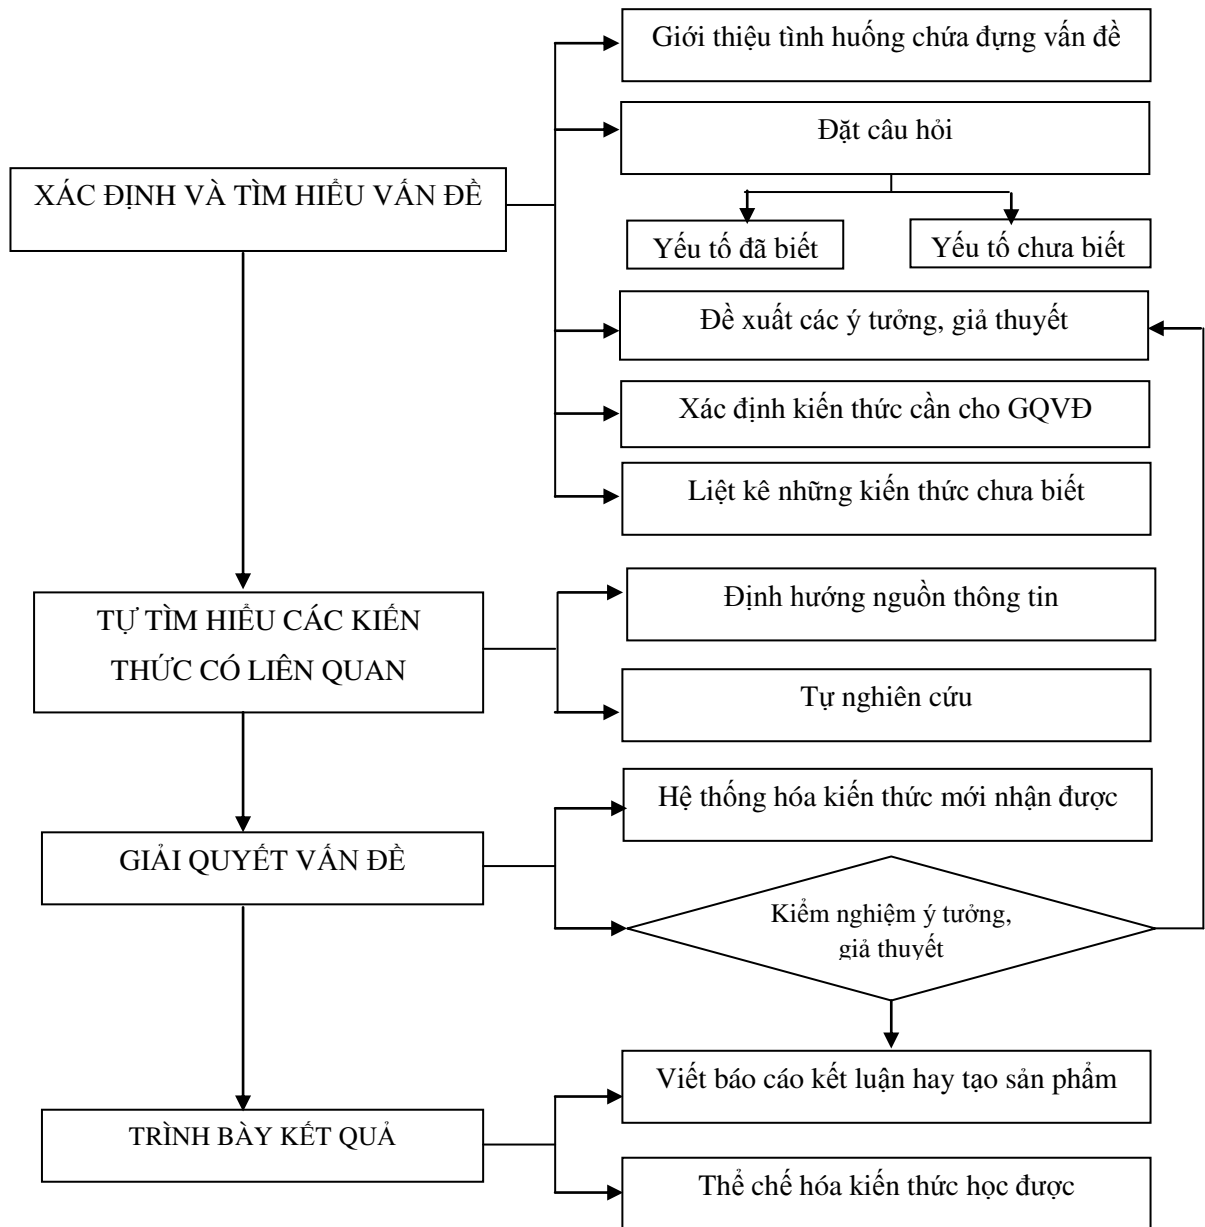 Giới thiệu tình huống chứa đựng vấn đề
Đặt câu hỏi
XÁC ĐỊNH VÀ TÌM HIỂU VẤN ĐỀ
Yếu tố đã biết
Yếu tố chưa biết
Đề xuất các ý tưởng, giả thuyết
Xác định kiến thức cần cho GQVĐ
Liệt kê những kiến thức chưa biết
TỰ TÌM HIỂU CÁC KIẾN
THỨC CÓ LIÊN QUAN
Định hướng nguồn thông tin
Tự nghiên cứu
GIẢI QUYẾT VẤN ĐỀ
Hệ thống hóa kiến thức mới nhận được
Kiểm nghiệm ý tưởng,
giả thuyết
TRÌNH BÀY KẾT QUẢ
Viết báo cáo kết luận hay tạo sản phẩm
Thể chế hóa kiến thức học được